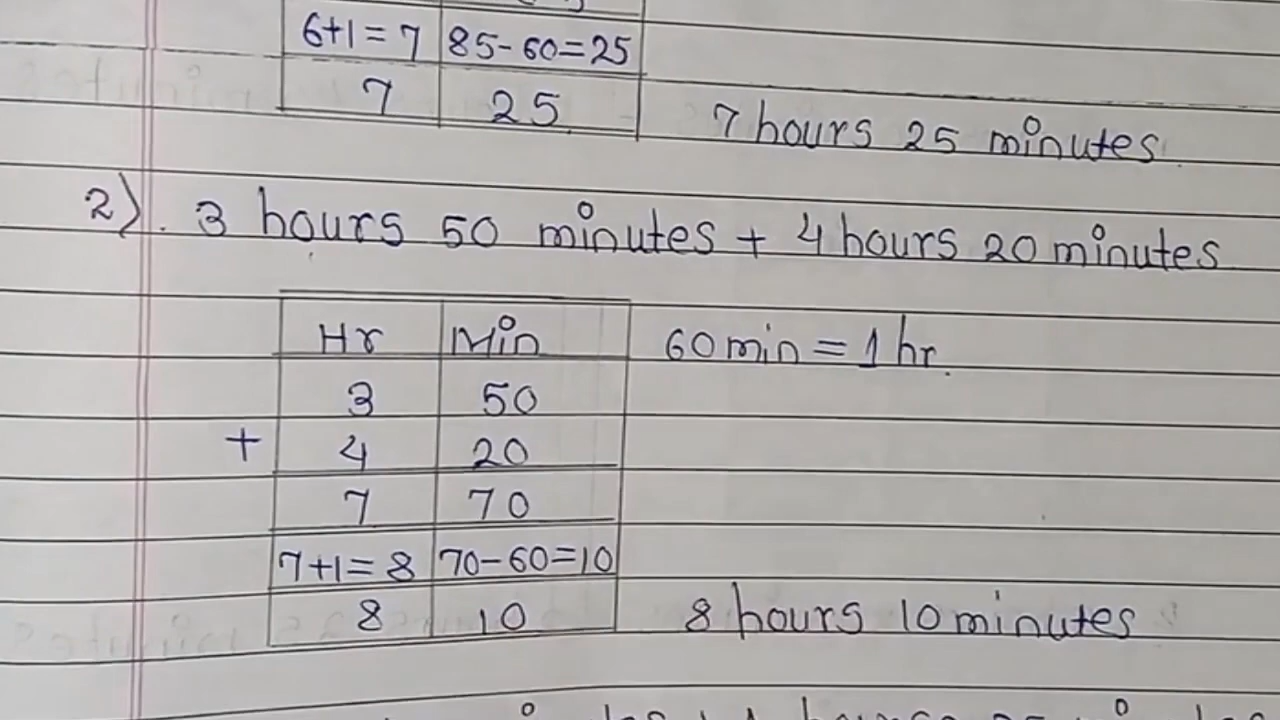 6+1=7 85-60=25
7 25 7 hours 25 minutes
2). 3 hours 50 minutes + 4 hours 20 minutes
Hr Min 60 min = 1 hr.
3 50
+ 4 20
7 70
7+1=8 70-60=10
8 10 8 hours 10 minutes